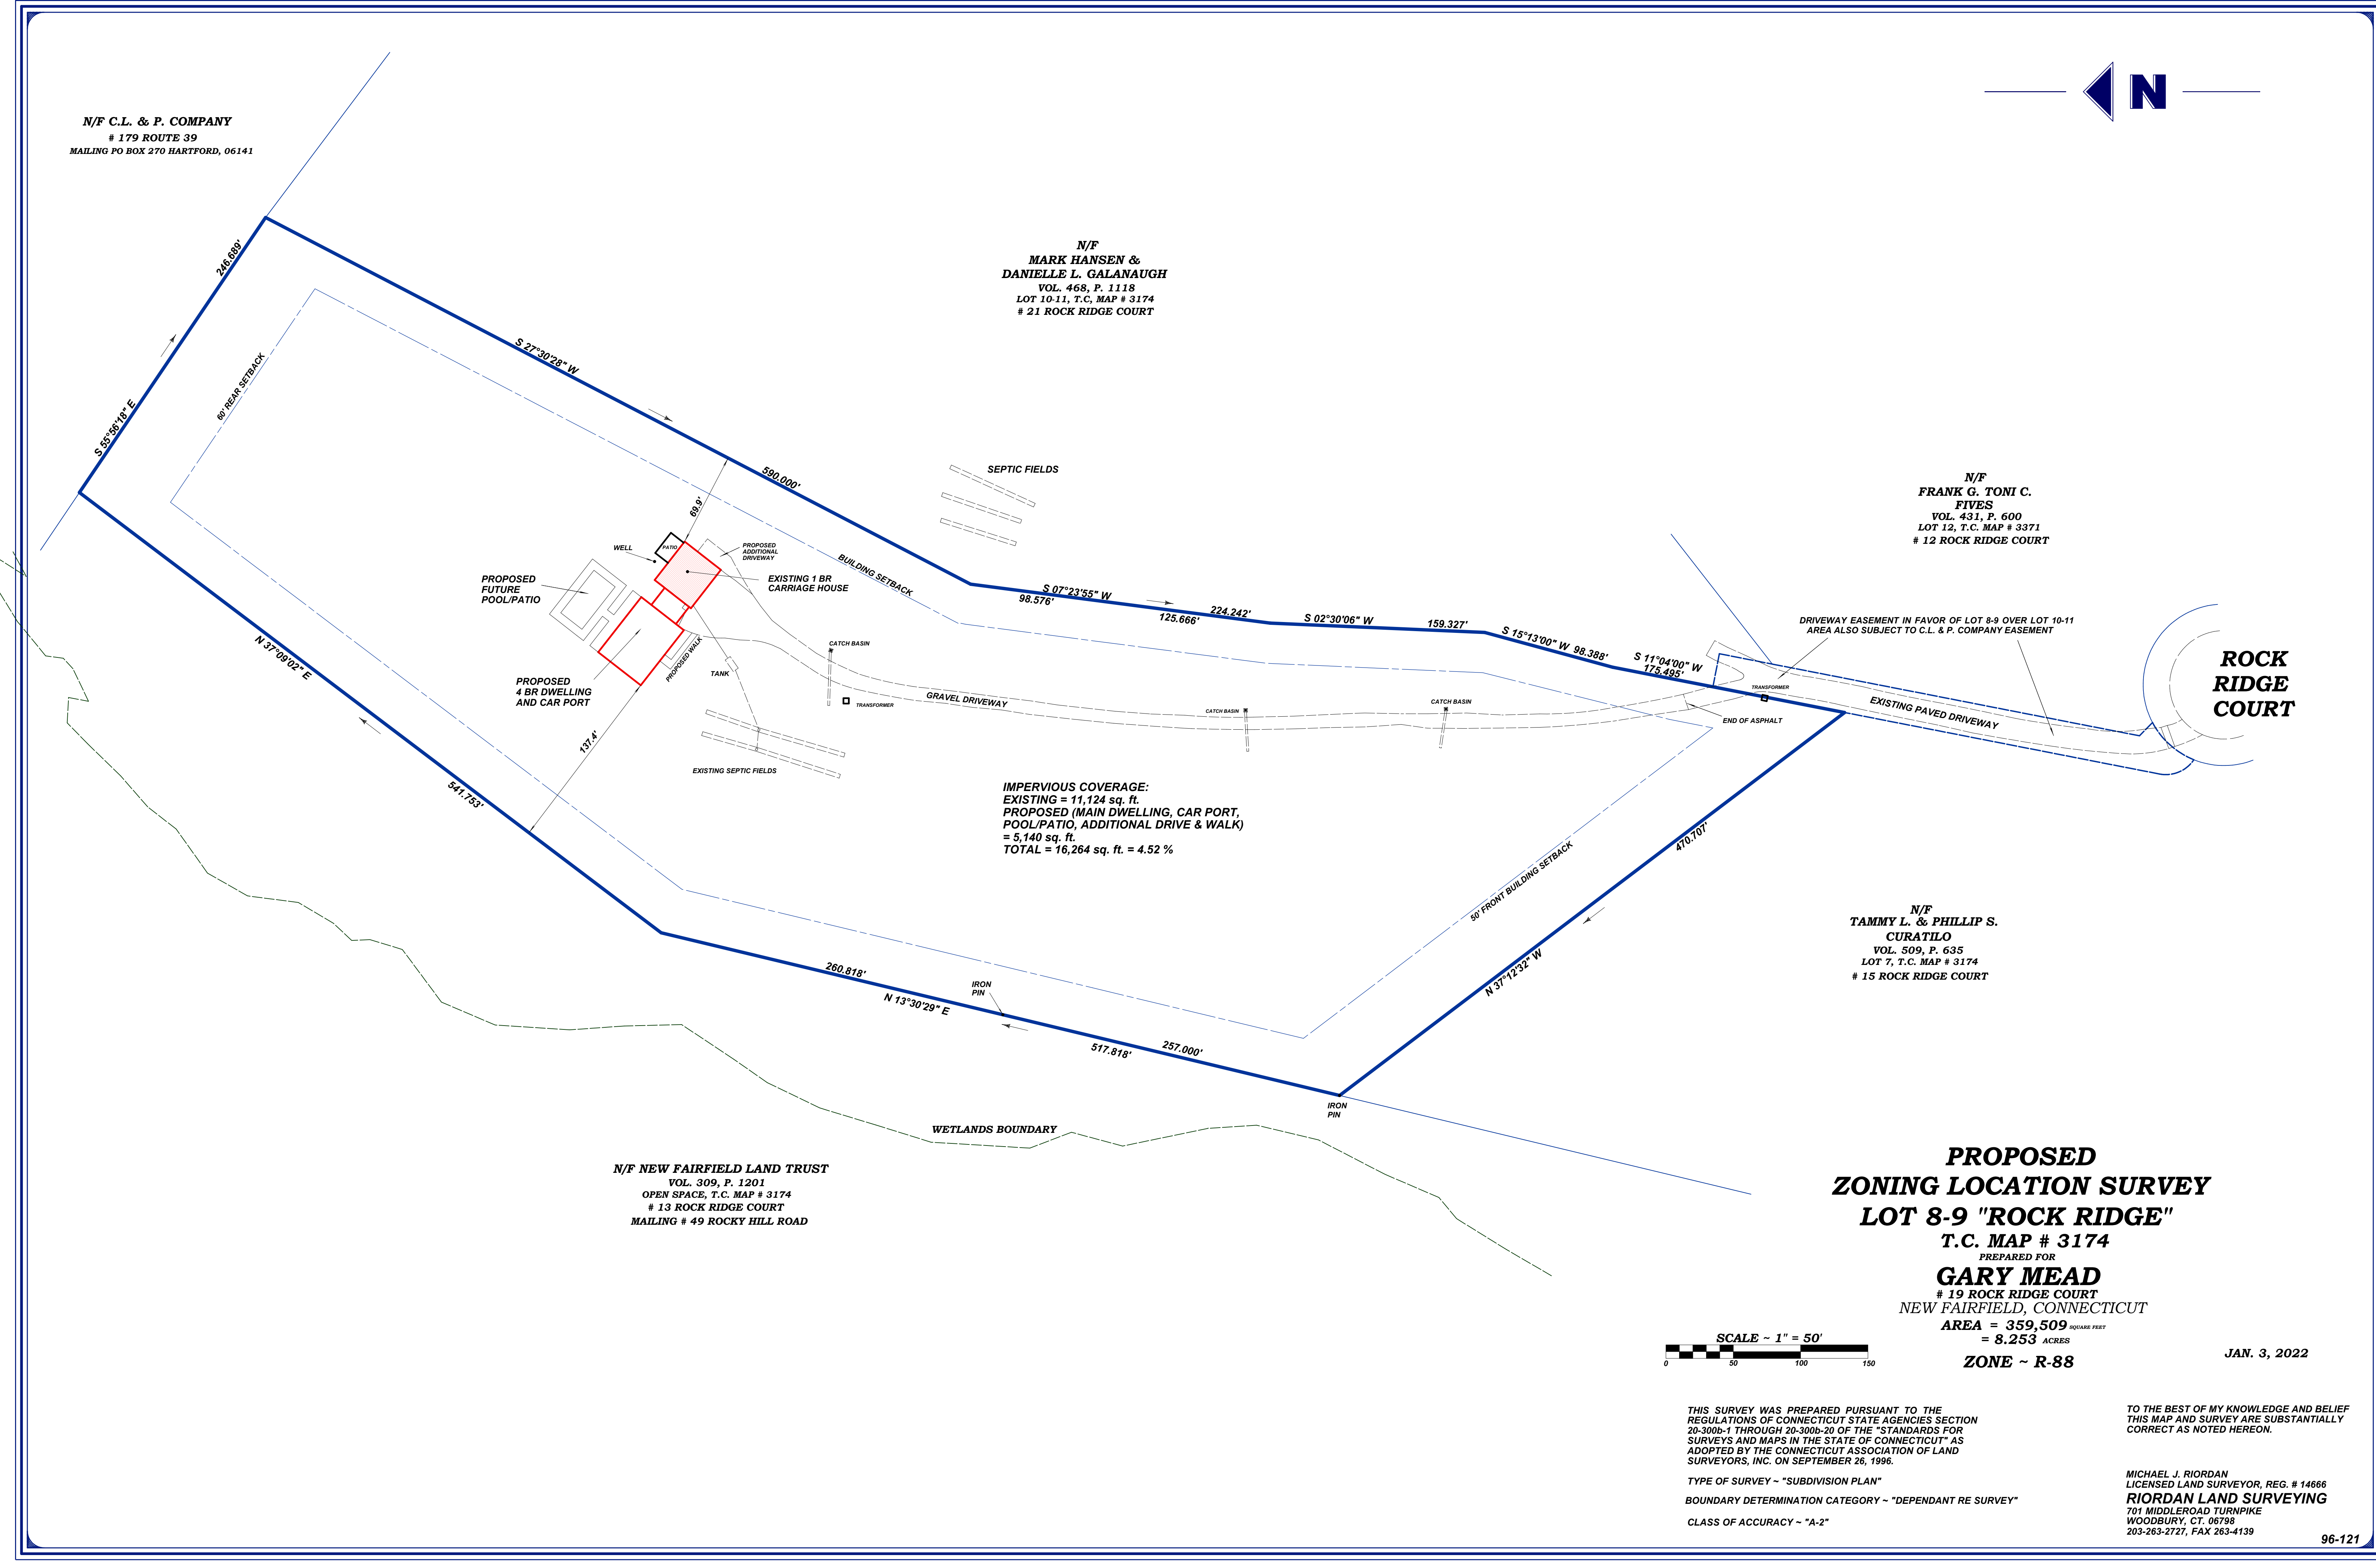 N
N/F C.L. & P. COMPANY
# 179 ROUTE 39
MAILING PO BOX 270 HARTFORD, 06141
N/F
MARK HANSEN &
DANIELLE L. GALANAUGH
VOL. 468, P. 1118
LOT 10-11, T.C, MAP # 3174
# 21 ROCK RIDGE COURT
246.689'
S 55°56'18" E
60' REAR SETBACK
S 27°30'28" W
590.000'
69.9'
SEPTIC FIELDS
N/F
FRANK G. TONI C.
FIVES
VOL. 431, P. 600
LOT 12, T.C. MAP # 3371
# 12 ROCK RIDGE COURT
WELL
PATIO
PROPOSED
ADDITIONAL
DRIVEWAY
BUILDING SETBACK
PROPOSED
FUTURE
POOL/PATIO
EXISTING 1 BR
CARRIAGE HOUSE
S 07°23'55" W
98.576'
125.666'
224.242'
S 02°30'06" W
159.327'
S 15°13'00" W 98.388'
S 11°04'00" W
175.495'
DRIVEWAY EASEMENT IN FAVOR OF LOT 8-9 OVER LOT 10-11
AREA ALSO SUBJECT TO C.L. & P. COMPANY EASEMENT
ROCK
RIDGE
COURT
N 37°09'02" E
CATCH BASIN
PROPOSED WALK
TANK
PROPOSED
4 BR DWELLING
AND CAR PORT
TRANSFORMER
GRAVEL DRIVEWAY
CATCH BASIN
CATCH BASIN
TRANSFORMER
END OF ASPHALT
EXISTING PAVED DRIVEWAY
137.4'
EXISTING SEPTIC FIELDS
541.753'
IMPERVIOUS COVERAGE:
EXISTING = 11,124 sq. ft.
PROPOSED (MAIN DWELLING, CAR PORT,
POOL/PATIO, ADDITIONAL DRIVE & WALK)
= 5,140 sq. ft.
TOTAL = 16,264 sq. ft. = 4.52 %
470.707'
50' FRONT BUILDING SETBACK
N 37°12'32" W
N/F
TAMMY L. & PHILLIP S.
CURATILO
VOL. 509, P. 635
LOT 7, T.C. MAP # 3174
# 15 ROCK RIDGE COURT
260.818'
N 13°30'29" E
IRON
PIN
517.818'
257.000'
IRON
PIN
WETLANDS BOUNDARY
N/F NEW FAIRFIELD LAND TRUST
VOL. 309, P. 1201
OPEN SPACE, T.C. MAP # 3174
# 13 ROCK RIDGE COURT
MAILING # 49 ROCKY HILL ROAD
PROPOSED
ZONING LOCATION SURVEY
LOT 8-9 "ROCK RIDGE"
T.C. MAP # 3174
PREPARED FOR
GARY MEAD
# 19 ROCK RIDGE COURT
NEW FAIRFIELD, CONNECTICUT
AREA = 359,509 SQUARE FEET
= 8.253 ACRES
ZONE ~ R-88
SCALE ~ 1" = 50'
0 50 100 150
JAN. 3, 2022
THIS SURVEY WAS PREPARED PURSUANT TO THE
REGULATIONS OF CONNECTICUT STATE AGENCIES SECTION
20-300b-1 THROUGH 20-300b-20 OF THE "STANDARDS FOR
SURVEYS AND MAPS IN THE STATE OF CONNECTICUT" AS
ADOPTED BY THE CONNECTICUT ASSOCIATION OF LAND
SURVEYORS, INC. ON SEPTEMBER 26, 1996.
TYPE OF SURVEY ~ "SUBDIVISION PLAN"
BOUNDARY DETERMINATION CATEGORY ~ "DEPENDANT RE SURVEY"
CLASS OF ACCURACY ~ "A-2"
TO THE BEST OF MY KNOWLEDGE AND BELIEF
THIS MAP AND SURVEY ARE SUBSTANTIALLY
CORRECT AS NOTED HEREON.
MICHAEL J. RIORDAN
LICENSED LAND SURVEYOR, REG. # 14666
RIORDAN LAND SURVEYING
701 MIDDLEROAD TURNPIKE
WOODBURY, CT. 06798
203-263-2727, FAX 263-4139
96-121